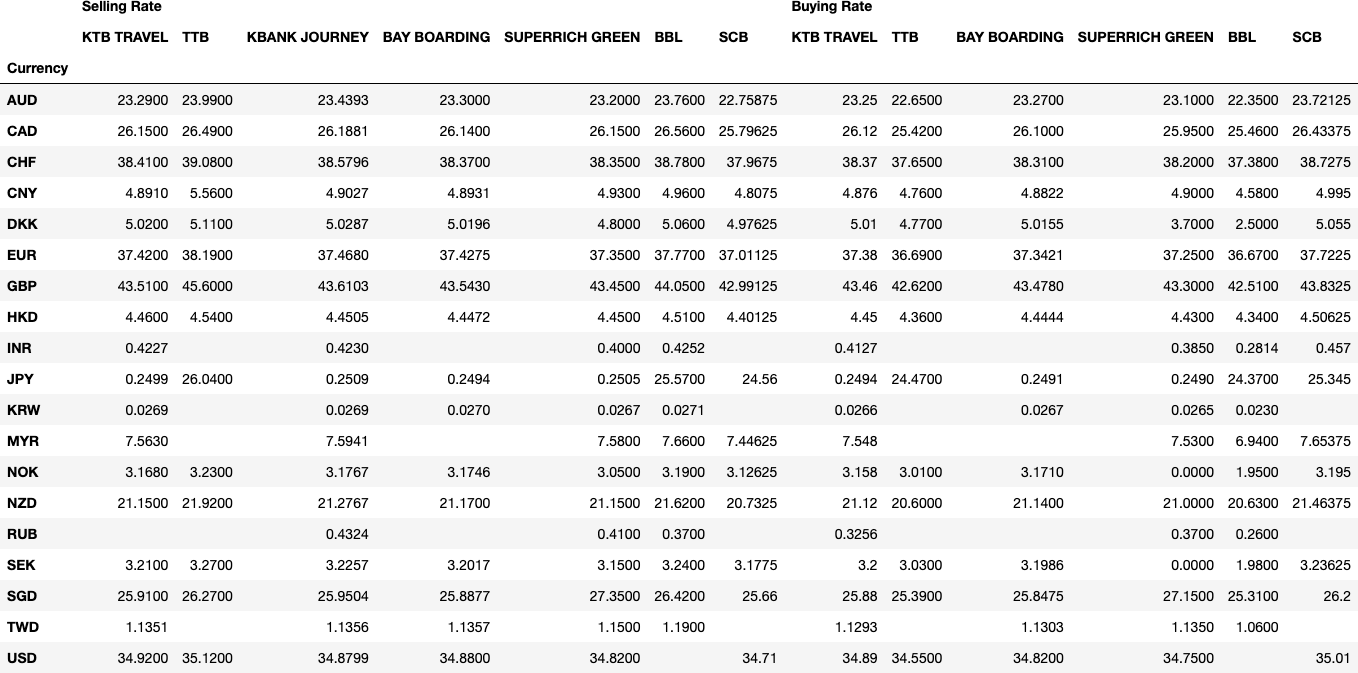 Selling Rate Buying Rate
KTB TRAVEL TTB KBANK JOURNEY BAY BOARDING SUPERRICH GREEN BBL SCB KTB TRAVEL TTB BAY BOARDING SUPERRICH GREEN BBL SCB
Currency
AUD 23.2900 23.9900 23.4393 23.3000 23.2000 23.7600 22.75875 23.25 22.6500 23.2700 23.1000 22.3500 23.72125
CAD 26.1500 26.4900 26.1881 26.1400 26.1500 26.5600 25.79625 26.12 25.4200 26.1000 25.9500 25.4600 26.43375
CHF 38.4100 39.0800 38.5796 38.3700 38.3500 38.7800 37.9675 38.37 37.6500 38.3100 38.2000 37.3800 38.7275
CNY 4.8910 5.5600 4.9027 4.8931 4.9300 4.9600 4.8075 4.876 4.7600 4.8822 4.9000 4.5800 4.995
DKK 5.0200 5.1100 5.0287 5.0196 4.8000 5.0600 4.97625 5.01 4.7700 5.0155 3.7000 2.5000 5.055
EUR 37.4200 38.1900 37.4680 37.4275 37.3500 37.7700 37.01125 37.38 36.6900 37.3421 37.2500 36.6700 37.7225
GBP 43.5100 45.6000 43.6103 43.5430 43.4500 44.0500 42.99125 43.46 42.6200 43.4780 43.3000 42.5100 43.8325
HKD 4.4600 4.5400 4.4505 4.4472 4.4500 4.5100 4.40125 4.45 4.3600 4.4444 4.4300 4.3400 4.50625
INR 0.4227 0.4230 0.4000 0.4252 0.4127 0.3850 0.2814 0.457
JPY 0.2499 26.0400 0.2509 0.2494 0.2505 25.5700 24.56 0.2494 24.4700 0.2491 0.2490 24.3700 25.345
KRW 0.0269 0.0269 0.0270 0.0267 0.0271 0.0266 0.0267 0.0265 0.0230
MYR 7.5630 7.5941 7.5800 7.6600 7.44625 7.548 7.5300 6.9400 7.65375
NOK 3.1680 3.2300 3.1767 3.1746 3.0500 3.1900 3.12625 3.158 3.0100 3.1710 0.0000 1.9500 3.195
NZD 21.1500 21.9200 21.2767 21.1700 21.1500 21.6200 20.7325 21.12 20.6000 21.1400 21.0000 20.6300 21.46375
RUB 0.4324 0.4100 0.3700 0.3256 0.3700 0.2600
SEK 3.2100 3.2700 3.2257 3.2017 3.1500 3.2400 3.1775 3.2 3.0300 3.1986 0.0000 1.9800 3.23625
SGD 25.9100 26.2700 25.9504 25.8877 27.3500 26.4200 25.66 25.88 25.3900 25.8475 27.1500 25.3100 26.2
TWD 1.1351 1.1356 1.1357 1.1500 1.1900 1.1293 1.1303 1.1350 1.0600
USD 34.9200 35.1200 34.8799 34.8800 34.8200 34.71 34.89 34.5500 34.8200 34.7500 35.01